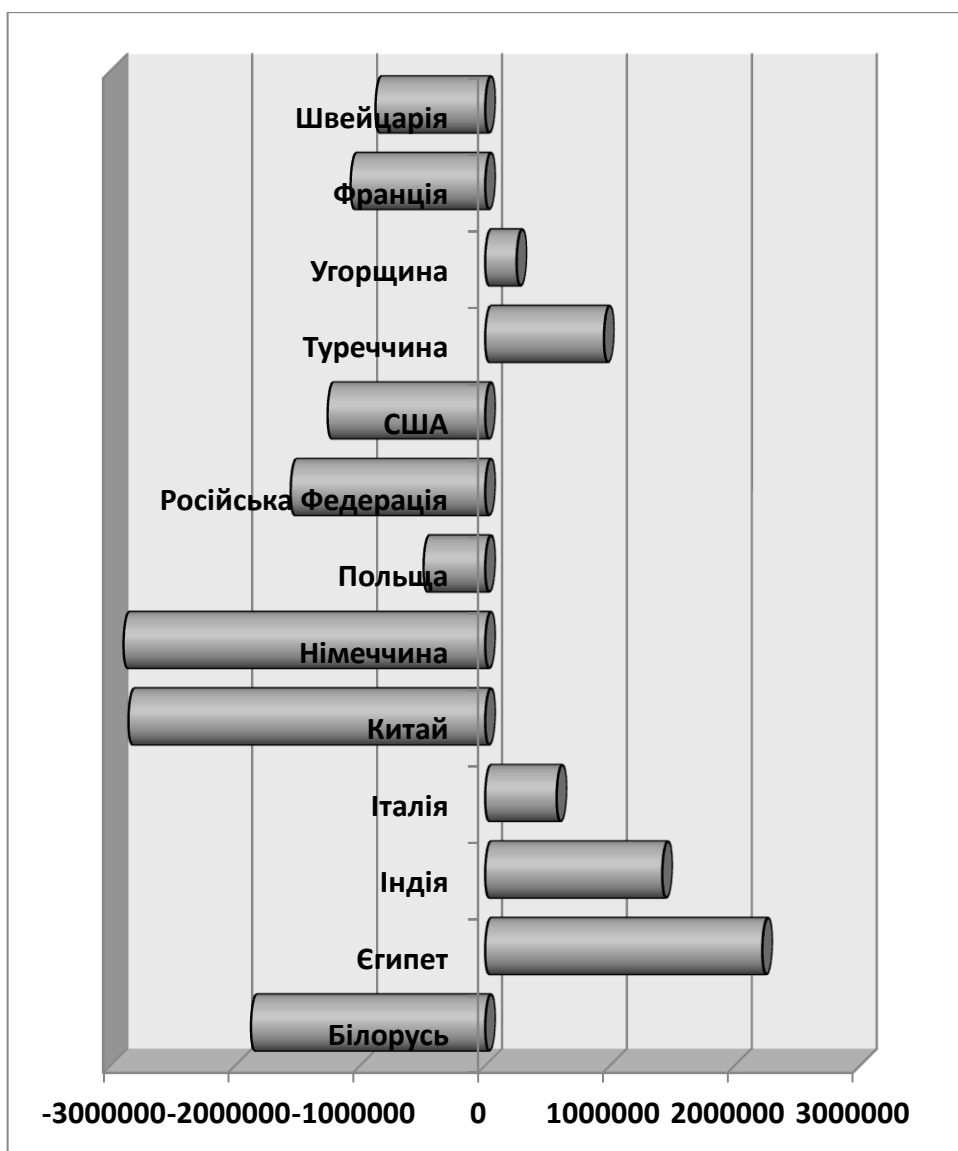 Швейцарія
Франція
Угорщина
Туреччина
США
Російська Федерація
Польща
Німеччина
Китай
Італія
Індія
Єгипет
Білорусь
-3000000 -2000000 -1000000 0 1000000 2000000 3000000